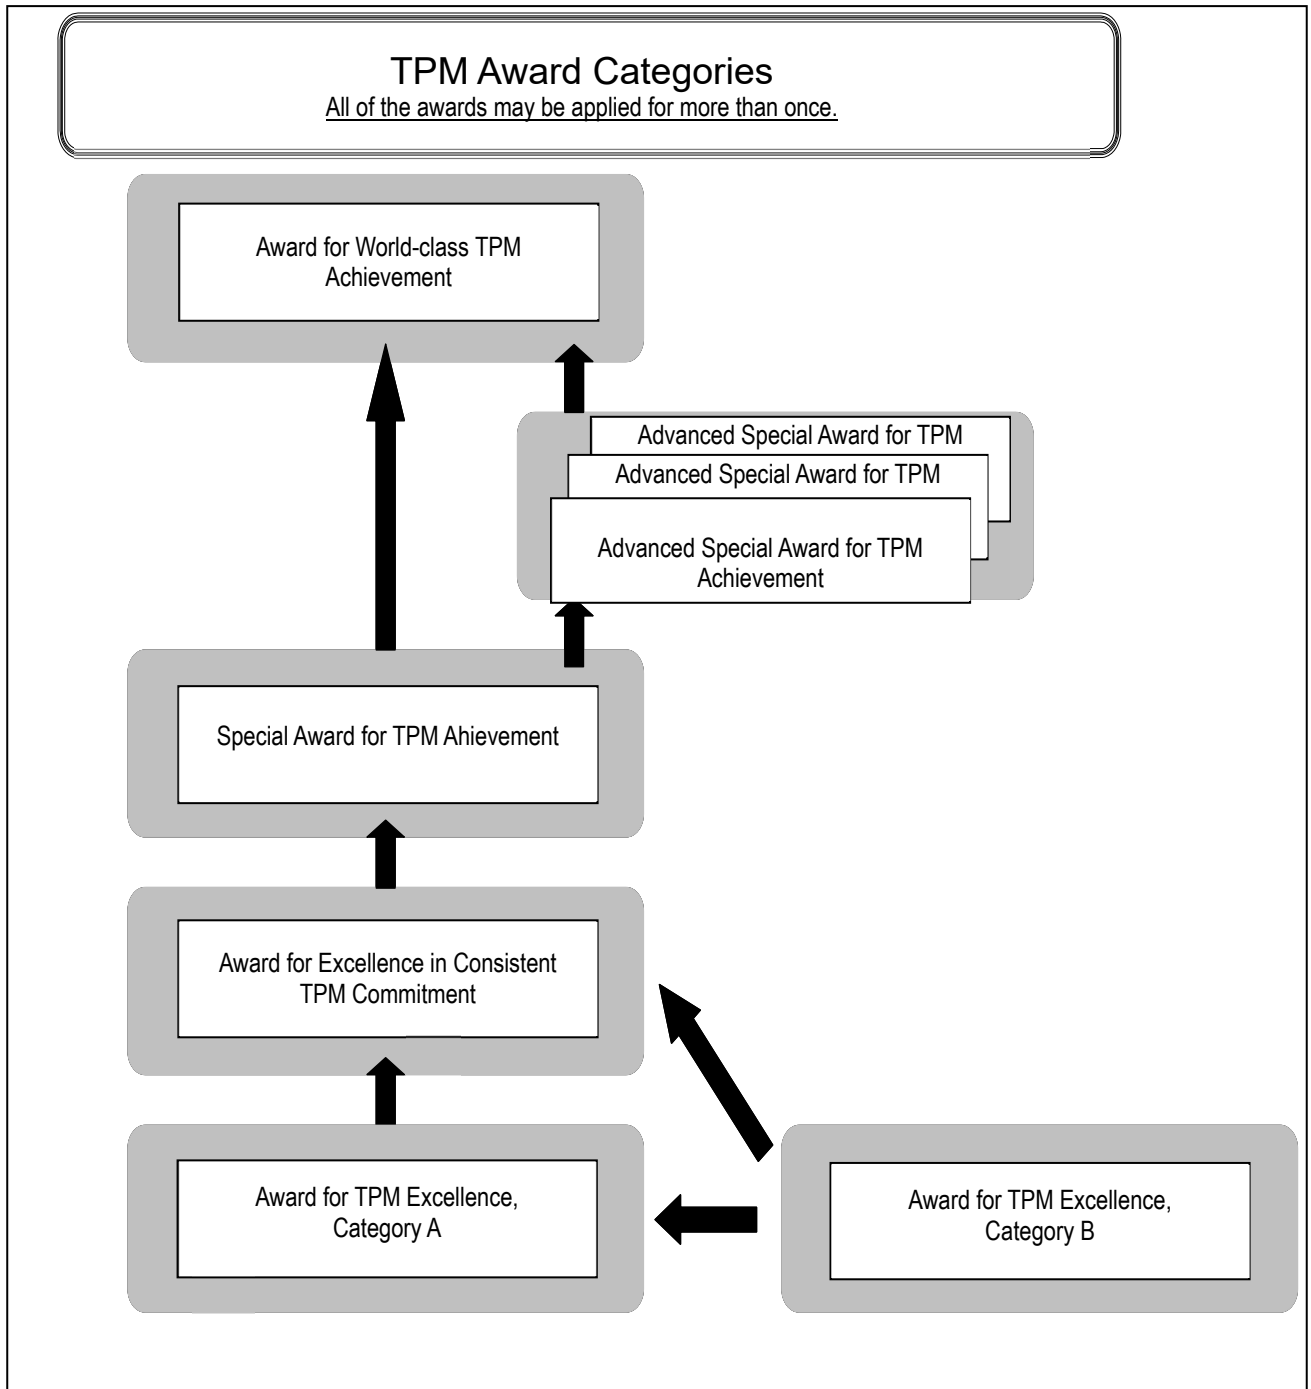 TPM Award Categories
All of the awards may be applied for more than once.
Award for World-class TPM
Achievement
Advanced Special Award for TPM
Advanced Special Award for TPM
Advanced Special Award for TPM
Achievement
Special Award for TPM Ahievement
Award for Excellence in Consistent
TPM Commitment
Award for TPM Excellence,
Category A
Award for TPM Excellence,
Category B